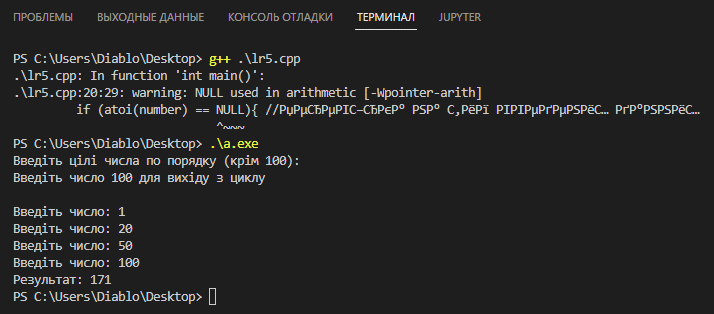 ПРОБЛЕМЫ ВЫХОДНЫЕ ДАННЫЕ КОНСОЛЬ ОТЛАДКИ ТЕРМИНАЛ JUPYTER
PS C:\Users\Diablo\Desktop> g++ .\lr5.cpp
.\lr5.cpp: In function 'int main()':
.\lr5.cpp:20:29: warning: NULL used in arithmetic [-Wpointer-arith]
if (atoi(number) == NULL){ //РџРµСЂРµРІС–СЂРєР° РЅР° С‚РёРї РІРІРµРґРµРЅРёС… РґР°РЅРЅРёС…
^~~~
PS C:\Users\Diablo\Desktop> .\a.exe
Введіть цілі числа по порядку (крім 100):
Введіть число 100 для вихіду з циклу
Введіть число: 1
Введіть число: 20
Введіть число: 50
Введіть число: 100
Результат: 171
PS C:\Users\Diablo\Desktop>